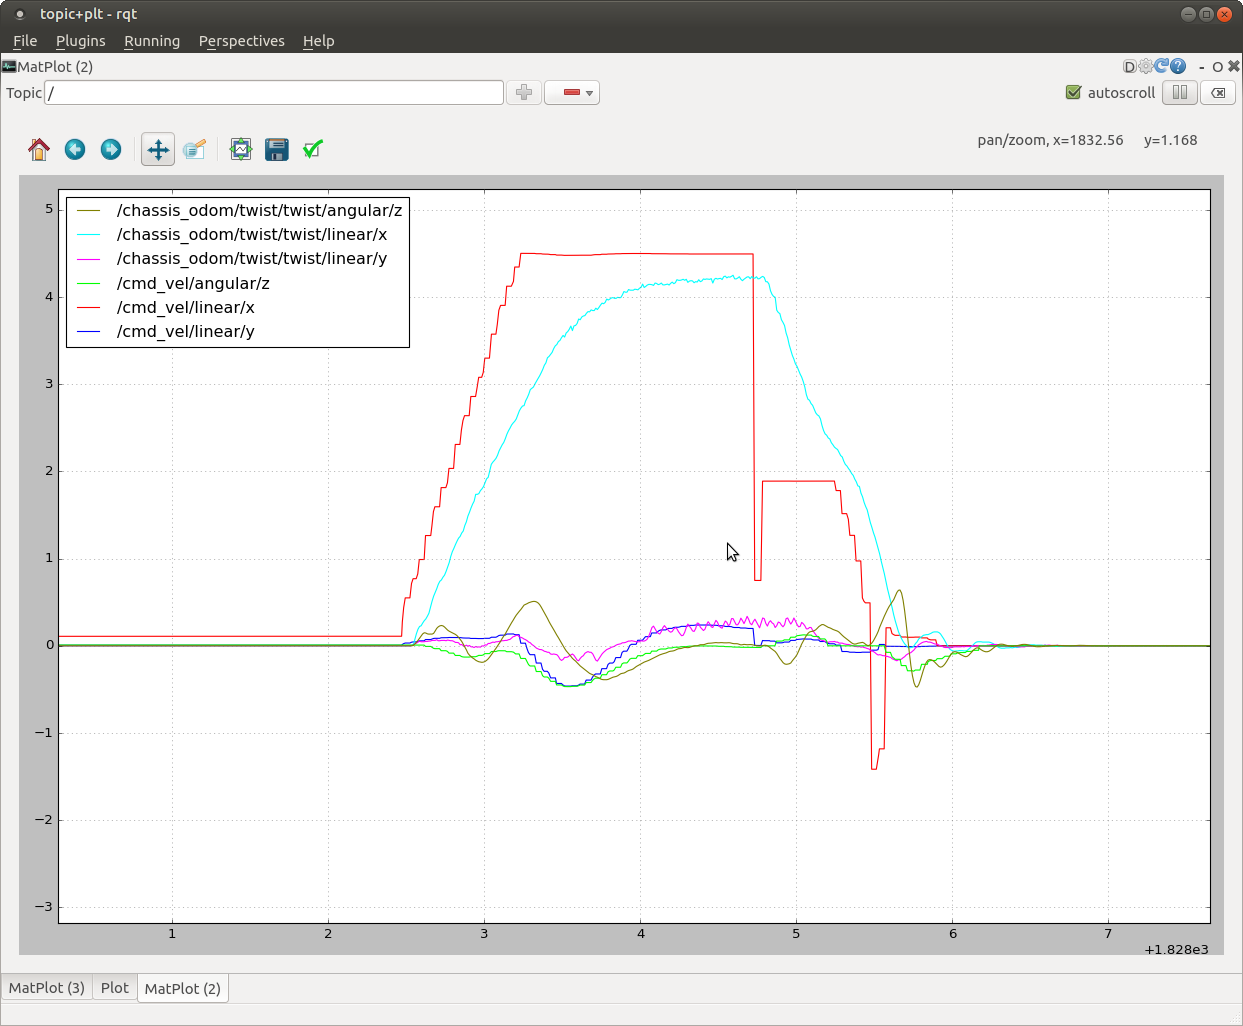 topic+plt - rqt
File Plugins Running Perspectives Help
MatPlot (2)
D - O
Topic /
autoscroll
pan/zoom, x=1832.56 y=1.168
/chassis_odom/twist/twist/angular/z
/chassis_odom/twist/twist/linear/x
/chassis_odom/twist/twist/linear/y
/cmd_vel/angular/z
/cmd_vel/linear/x
/cmd_vel/linear/y
5
4
3
2
1
0
−1
−2
−3
1 2 3 4 5 6 7
+1.828e3
MatPlot (3) Plot MatPlot (2)